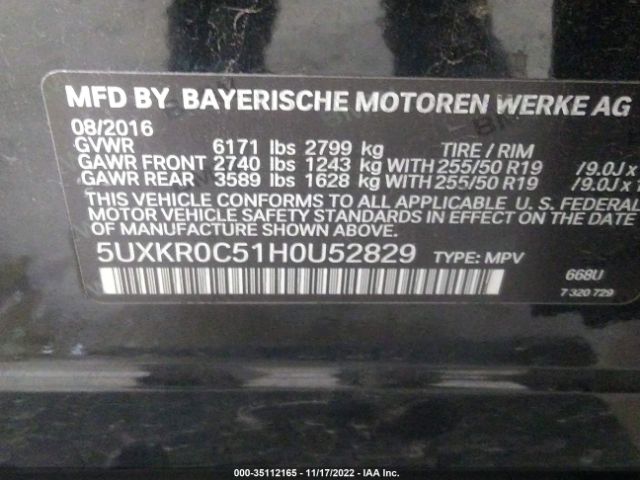 MFD BY BAYERISCHE MOTOREN WERKE AG
08/2016
GVWR 6171 lbs 2799 kg TIRE / RIM
GAWR FRONT 2740 lbs 1243 kg WITH 255/50 R19 /9.0J x
GAWR REAR 3589 lbs 1628 kg WITH 255/50 R19 /9.0J x
THIS VEHICLE CONFORMS TO ALL APPLICABLE U. S. FEDERAL
MOTOR VEHICLE SAFETY STANDARDS IN EFFECT ON THE DATE
OF MANUFACTURE SHOWN ABOVE.
5UXKR0C51H0U52829 TYPE: MPV
668U
7 320 729
000-35112165 - 11/17/2022 - IAA Inc.